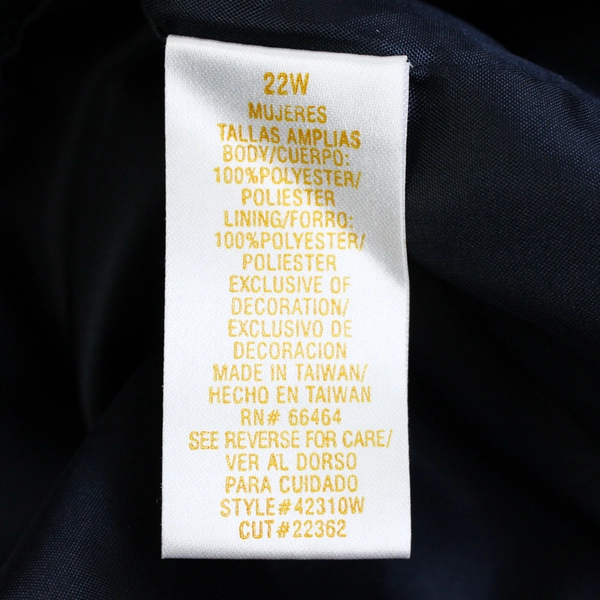 22W
MUJERES
TALLAS AMPLIAS
BODY/CUERPO:
100%POLYESTER/
POLIESTER
LINING/FORRO:
100%POLYESTER/
POLIESTER
EXCLUSIVE OF
DECORATION/
EXCLUSIVO DE
DECORACION
MADE IN TAIWAN/
HECHO EN TAIWAN
RN# 66464
SEE REVERSE FOR CARE/
VER AL DORSO
PARA CUIDADO
STYLE#42310W
CUT#22362